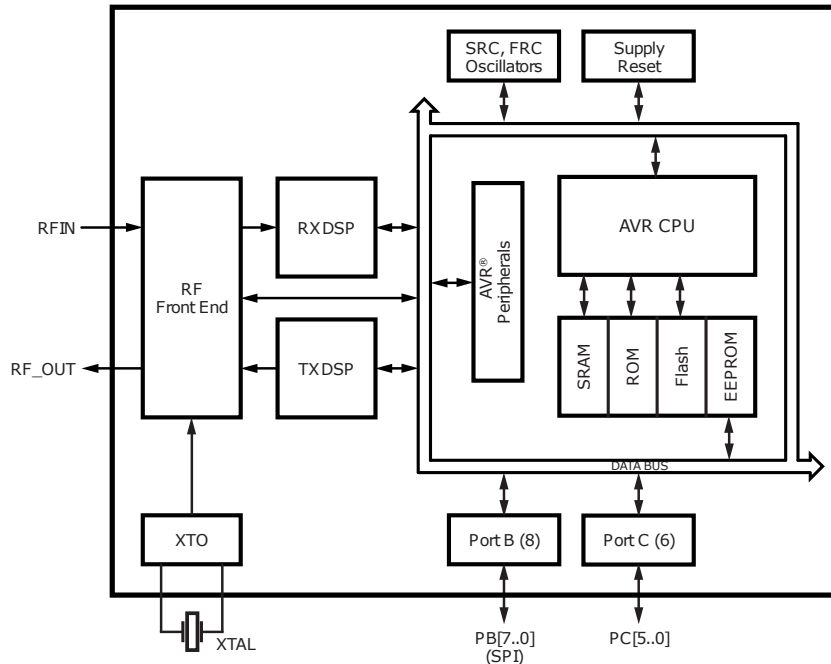 SRC, FRC
Oscillators
Supply
Reset
RFIN
RF
Front End
RXDSP
AVR®
Peripherals
AVR CPU
SRAM
ROM
Flash
EEPROM
RF_OUT
TXDSP
DATA BUS
XTO
Port B (8)
Port C (6)
XTAL
PB[7..0]
(SPI)
PC[5..0]